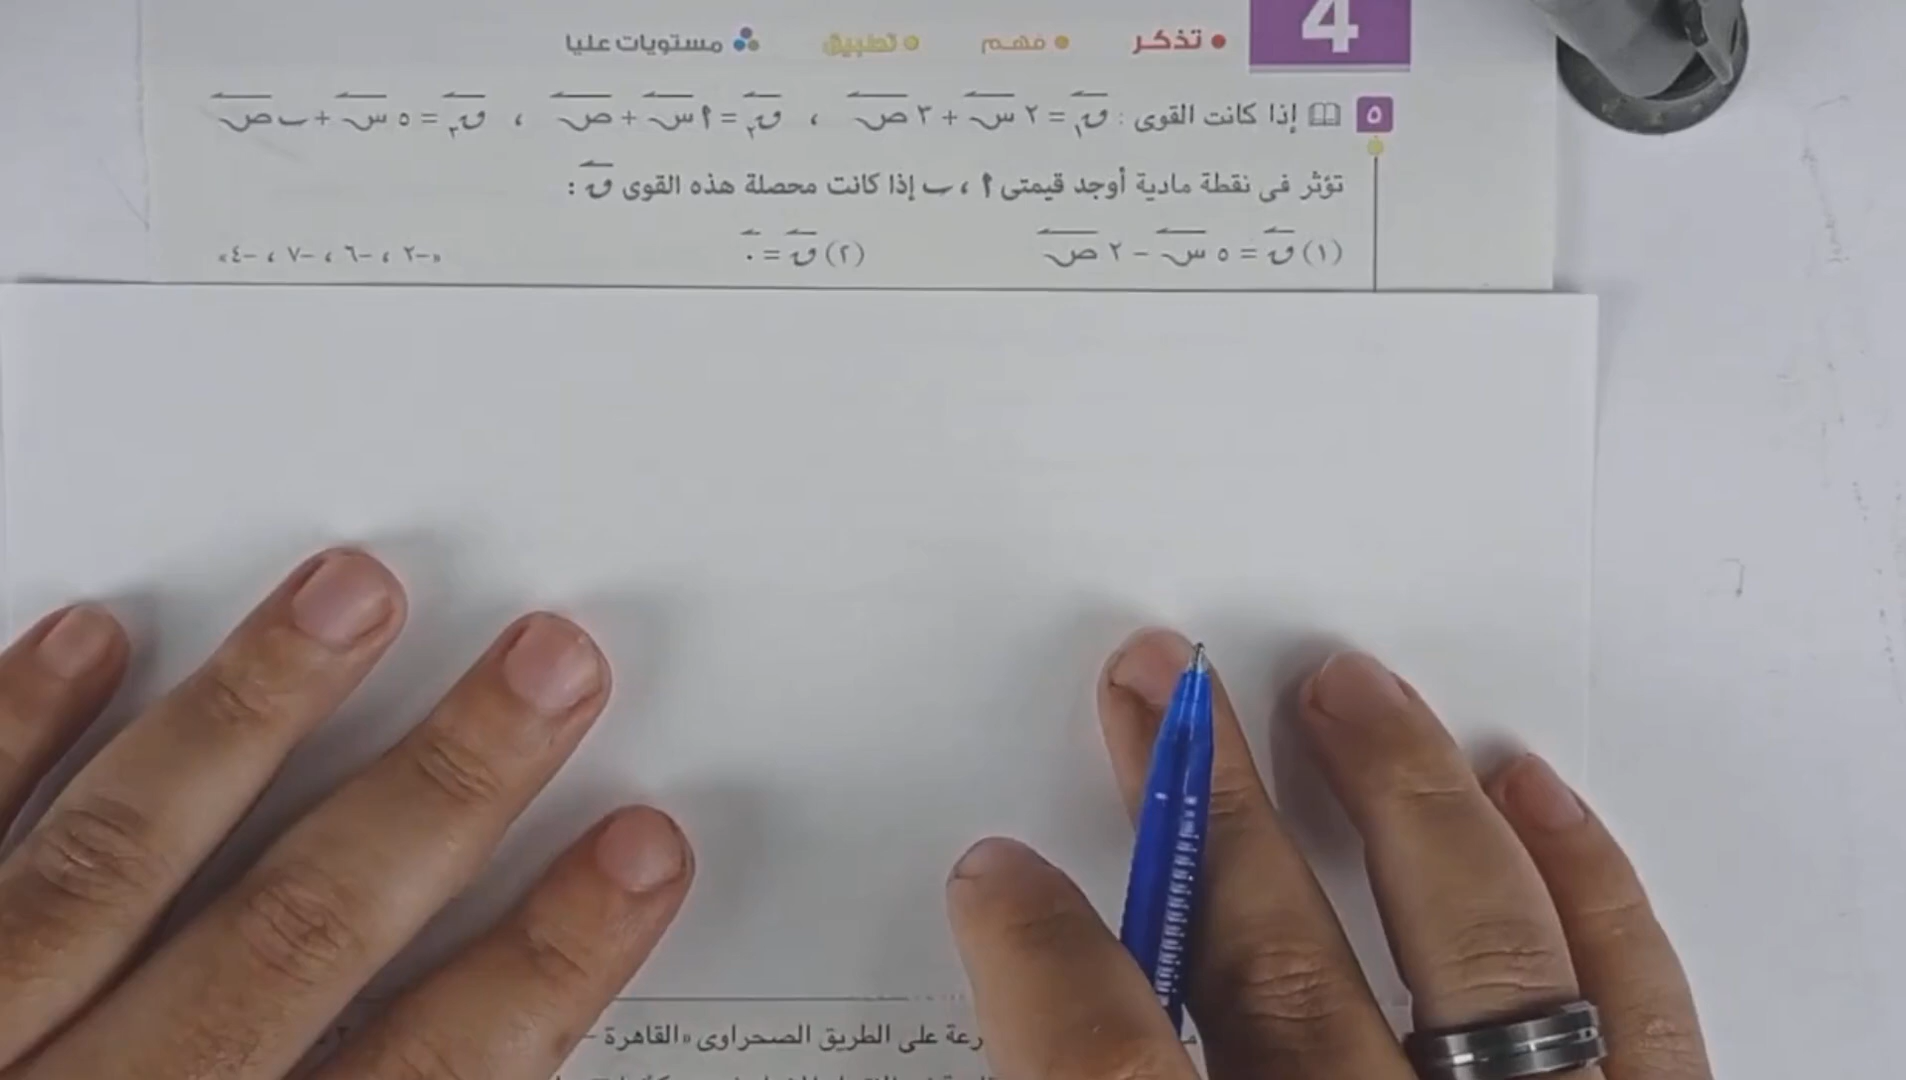 4
تذكر • فهم • تطبيق • مستويات عليا
٥ إذا كانت القوى : ق١ = ٢ س + ٣ ص ، ق٢ = ٢ س + ص ، ق٣ = ٥ س + ب ص
تؤثر فى نقطة مادية أوجد قيمتى ٢ ، ب إذا كانت محصلة هذه القوى ق :
(١) ق = ٥ س − ٢ ص (٢) ق = ٠ «−٢ ، −٦ ، −٧ ، −٤»
رعة على الطريق الصحراوى «القاهرة –